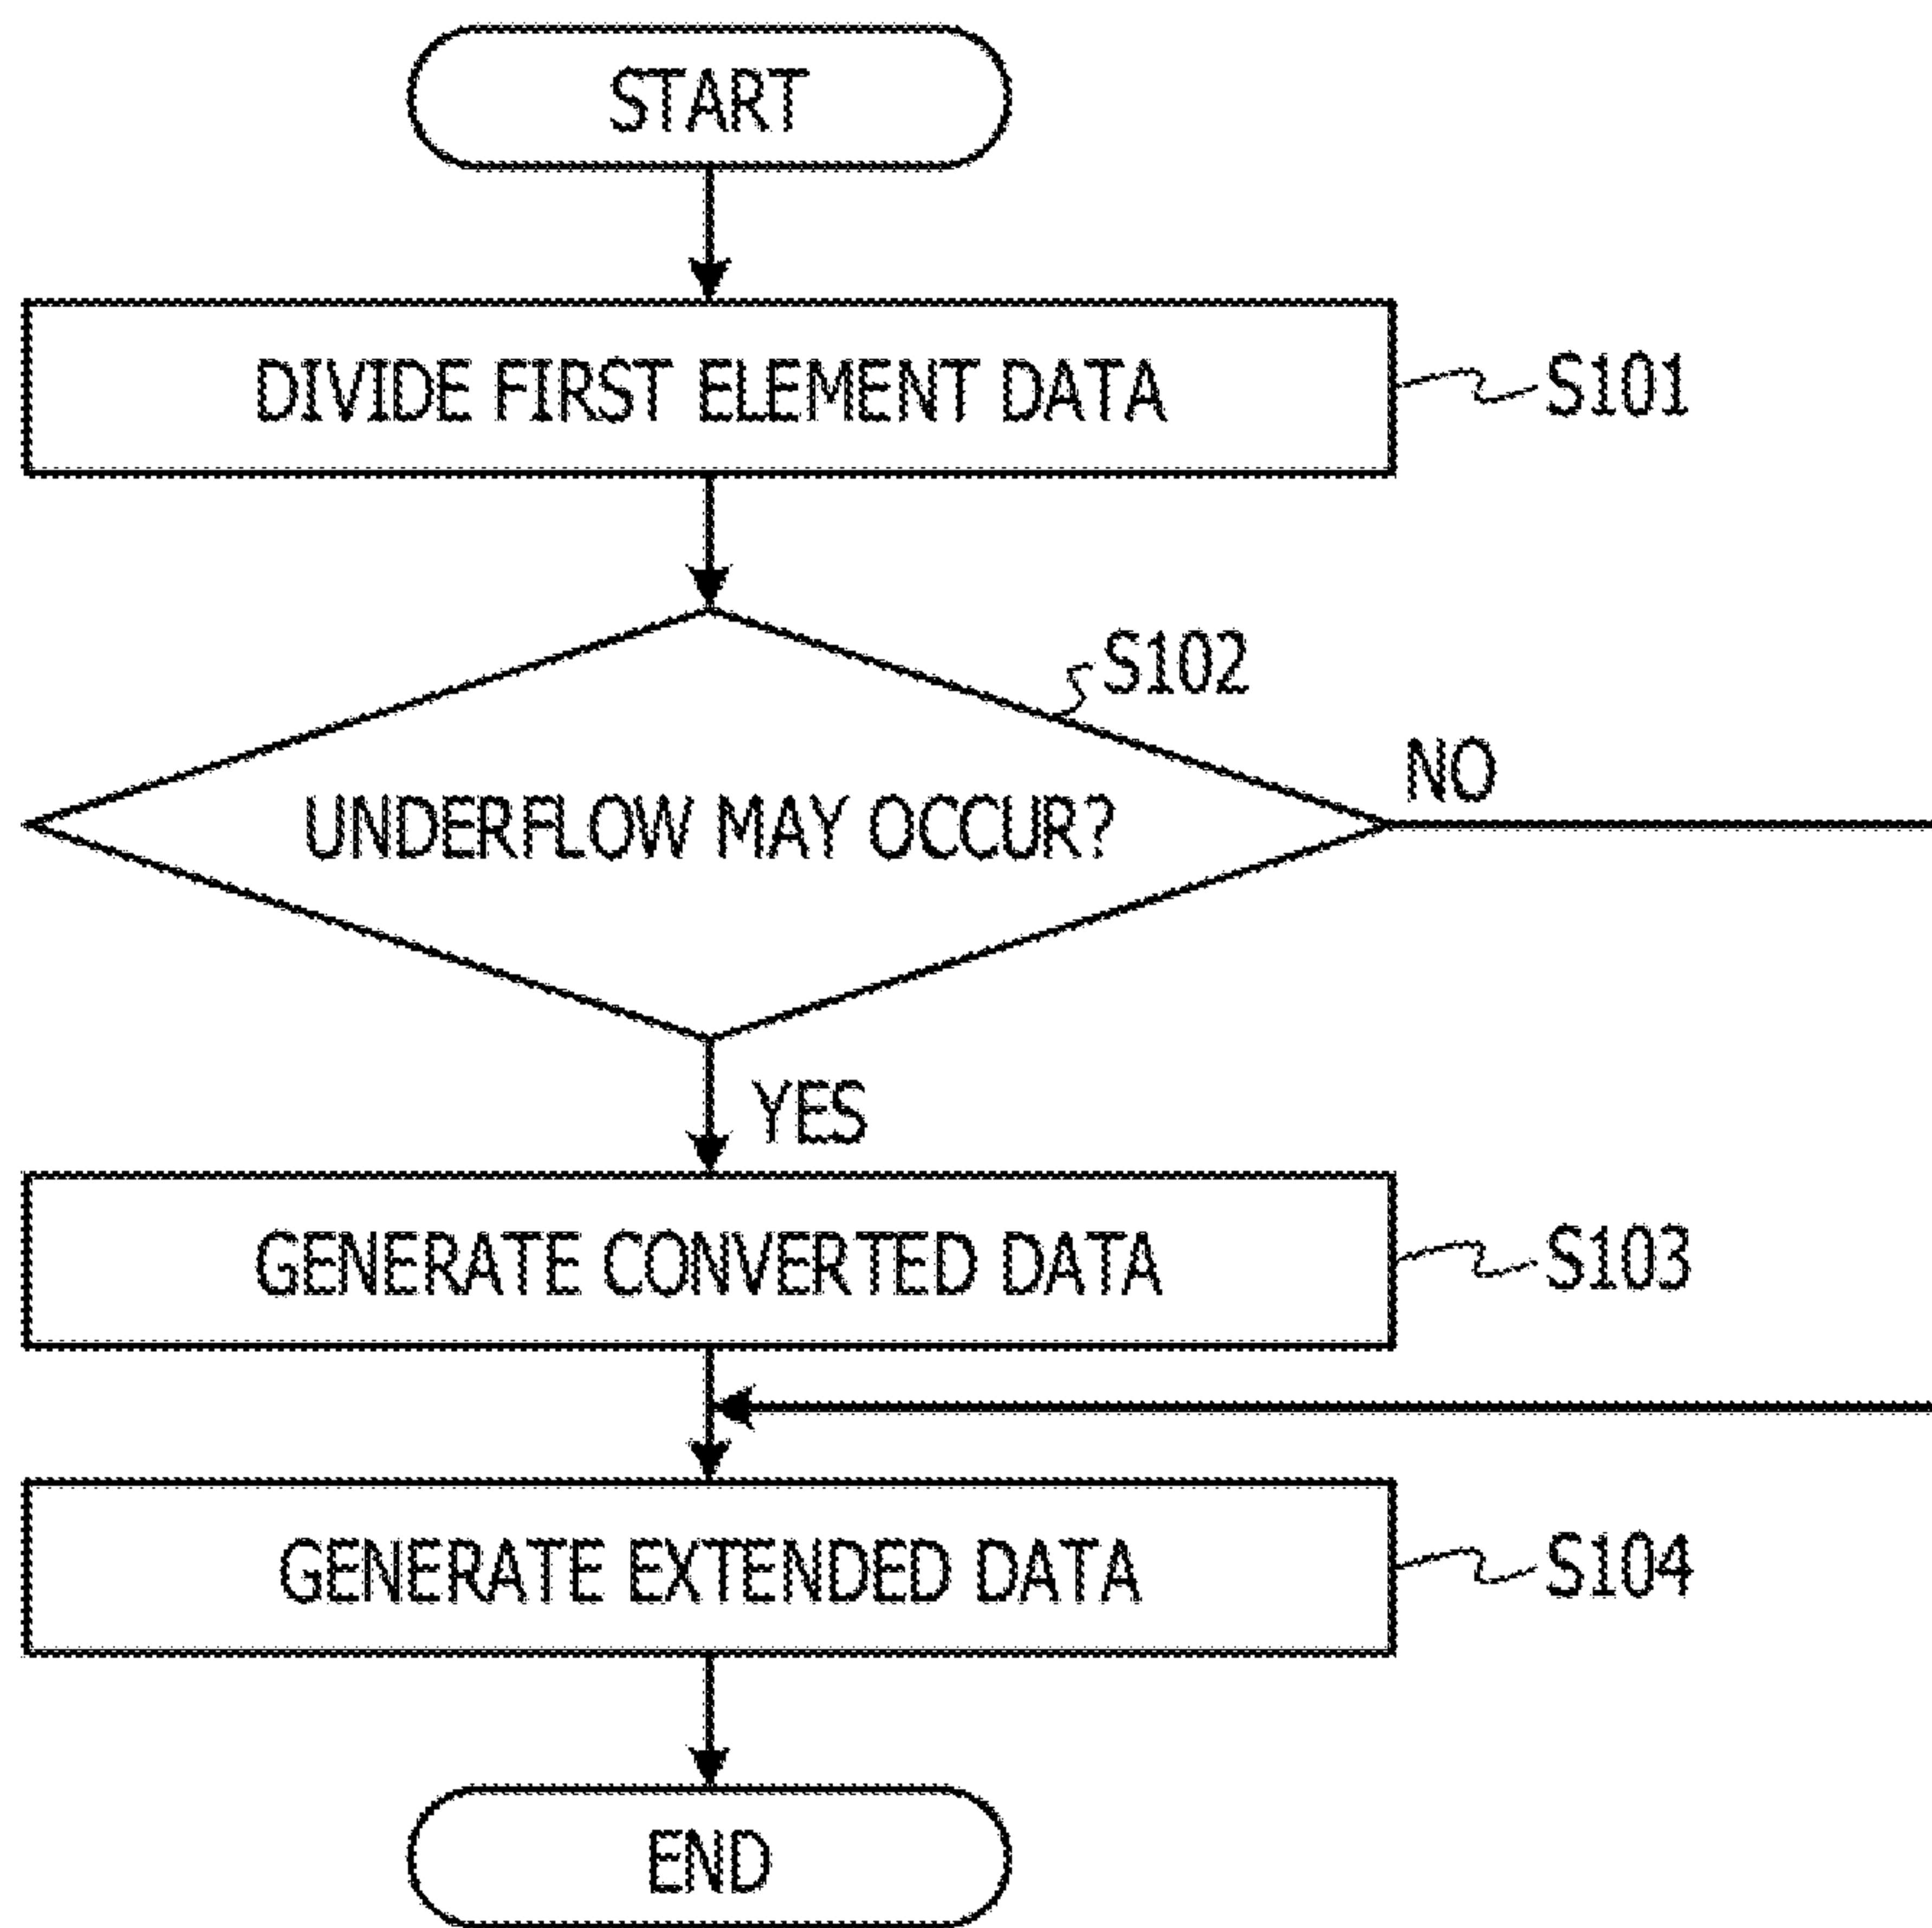 START
DIVIDE FIRST ELEMENT DATA
S101
S102
UNDERFLOW MAY OCCUR?
NO
YES
GENERATE CONVERTED DATA
S103
GENERATE EXTENDED DATA
S104
END